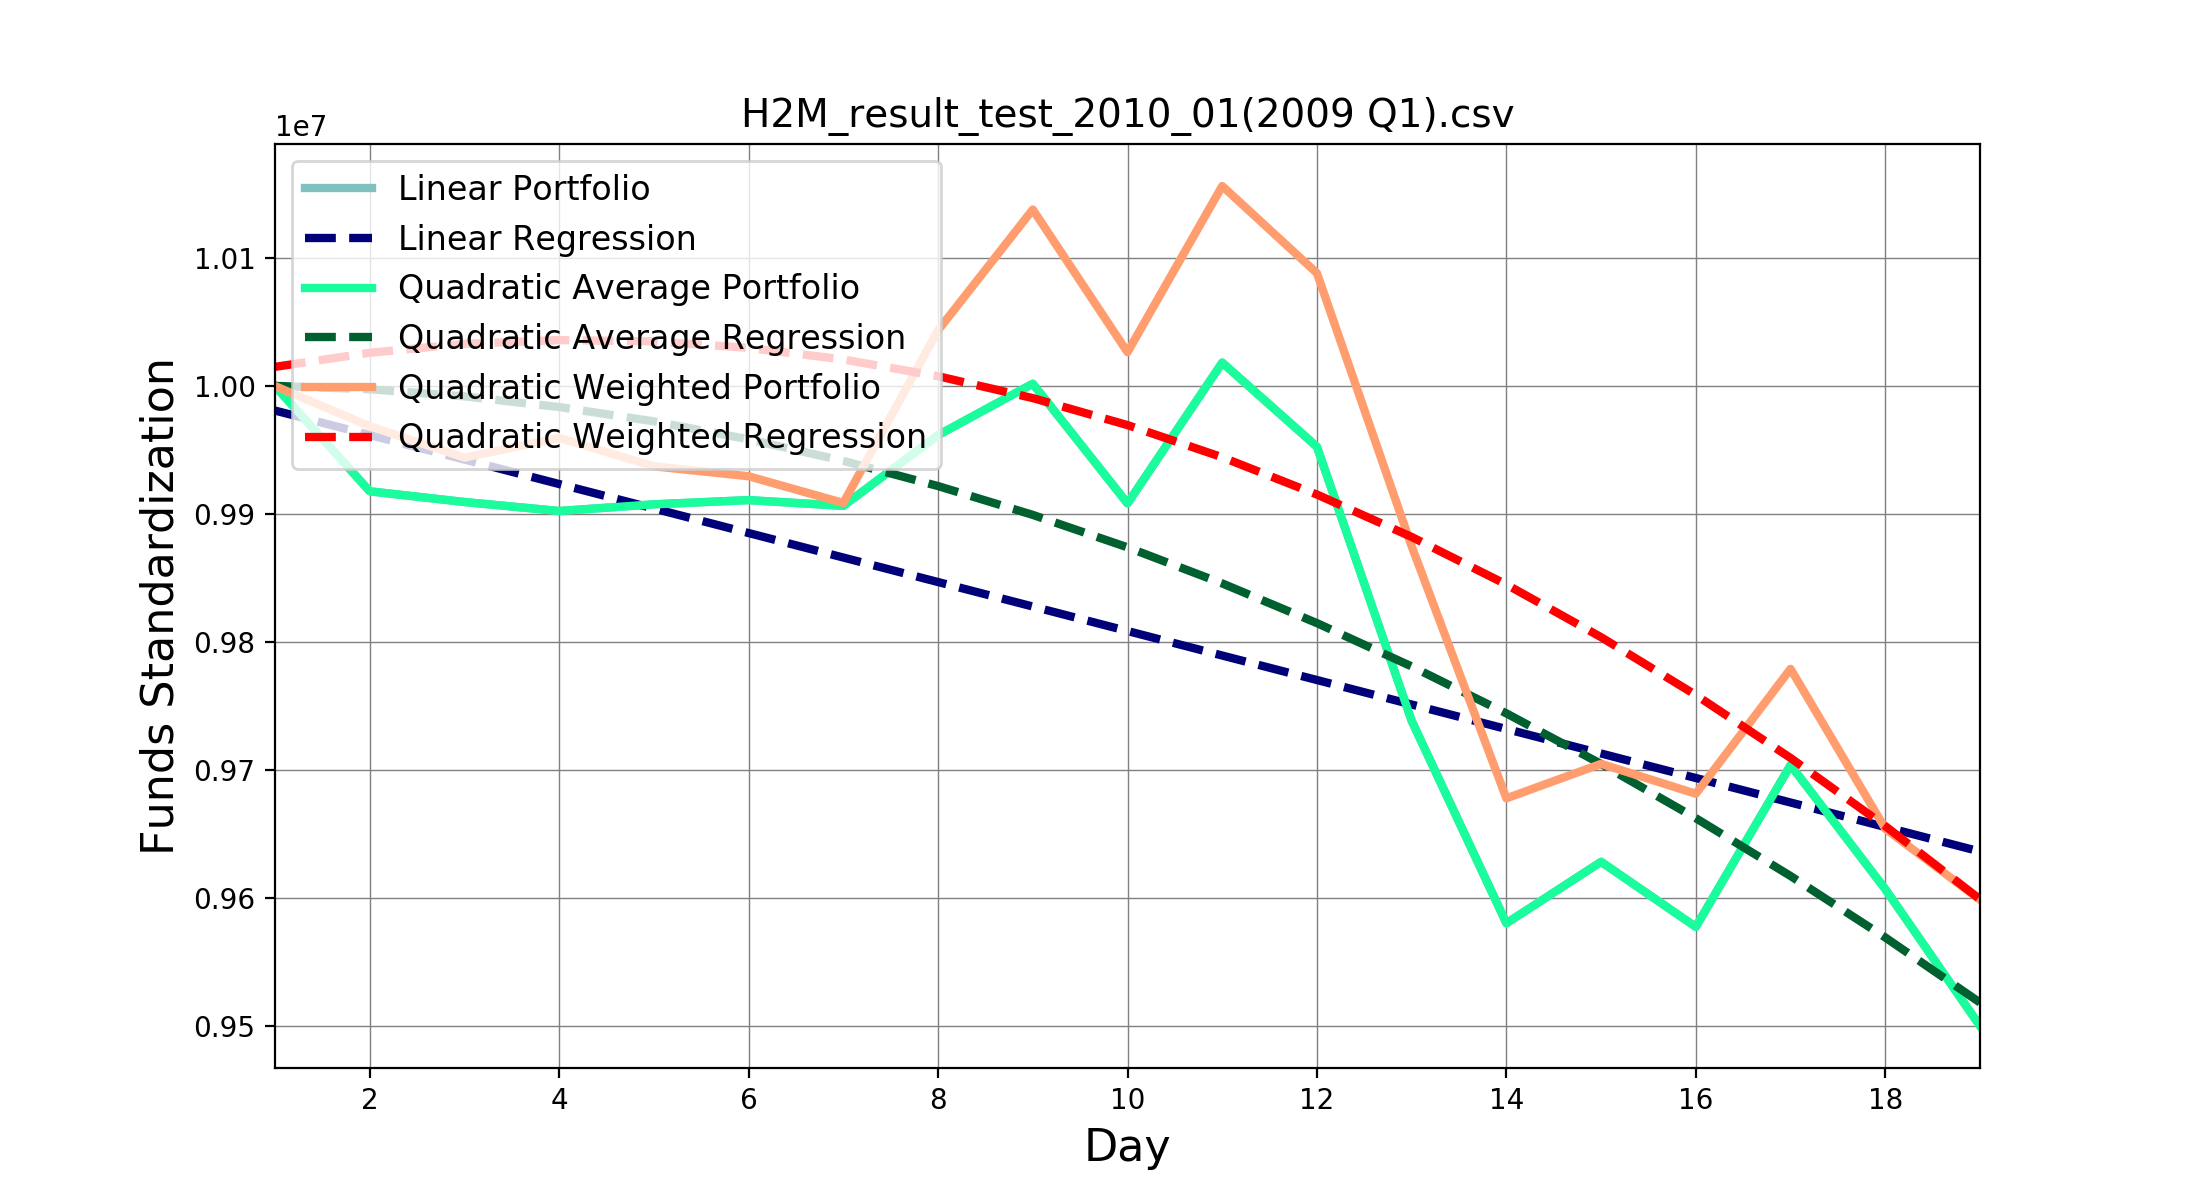 H2M_result_test_2010_01(2009 Q1).csv
1e7
Linear Portfolio
Linear Regression
Quadratic Average Portfolio
Quadratic Average Regression
Quadratic Weighted Portfolio
Quadratic Weighted Regression
1.01
1.00
0.99
0.98
0.97
0.96
0.95
Funds Standardization
2 4 6 8 10 12 14 16 18
Day